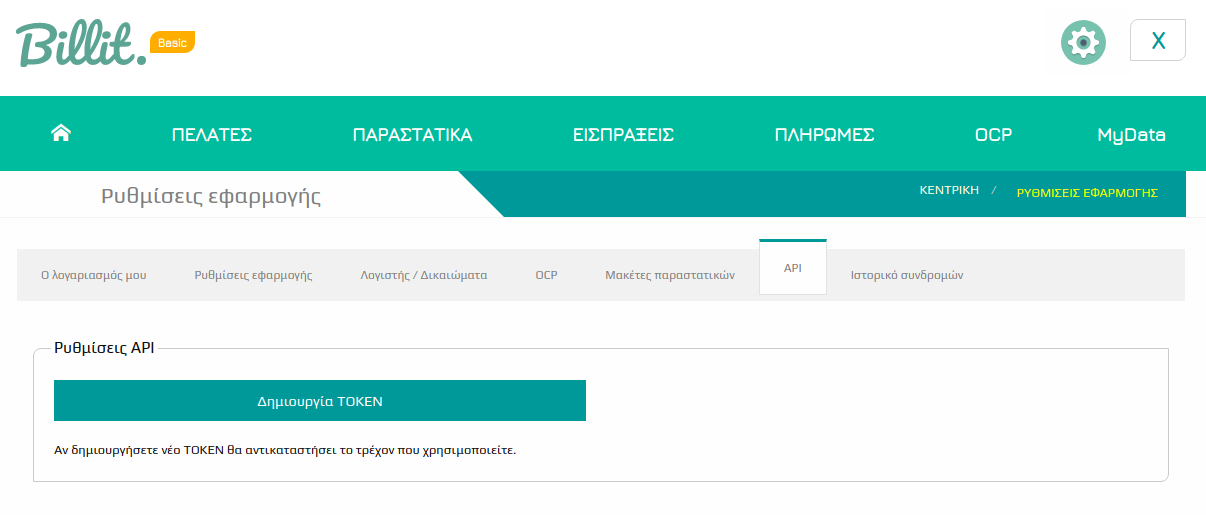 Billit. Basic
X
ΠΕΛΑΤΕΣ ΠΑΡΑΣΤΑΤΙΚΑ ΕΙΣΠΡΑΞΕΙΣ ΠΛΗΡΩΜΕΣ OCP MyData
Ρυθμίσεις εφαρμογής
ΚΕΝΤΡΙΚΗ / ΡΥΘΜΙΣΕΙΣ ΕΦΑΡΜΟΓΗΣ
Ο λογαριασμός μου Ρυθμίσεις εφαρμογής Λογιστής / Δικαιώματα OCP Μακέτες παραστατικών API Ιστορικό συνδρομών
Ρυθμίσεις API
Δημιουργία TOKEN
Αν δημιουργήσετε νέο TOKEN θα αντικαταστήσει το τρέχον που χρησιμοποιείτε.